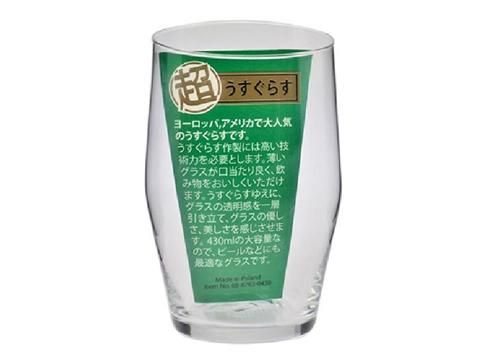 超
うすぐらす
ヨーロッパ,アメリカで大人気
のうすぐらすです。
うすぐらす作製には高い技
術力を必要とします。薄い
グラスが口当たり良く、飲
み物をおいしくいただけ
ます。うすぐらすゆえに、
グラスの透明感を一層
引き立て、グラスの優し
さ、美しさを感じさせま
す。430mlの大容量な
ので、ビールなどにも
最適なグラスです。
Made in Poland
Item No. 68-8763-0430